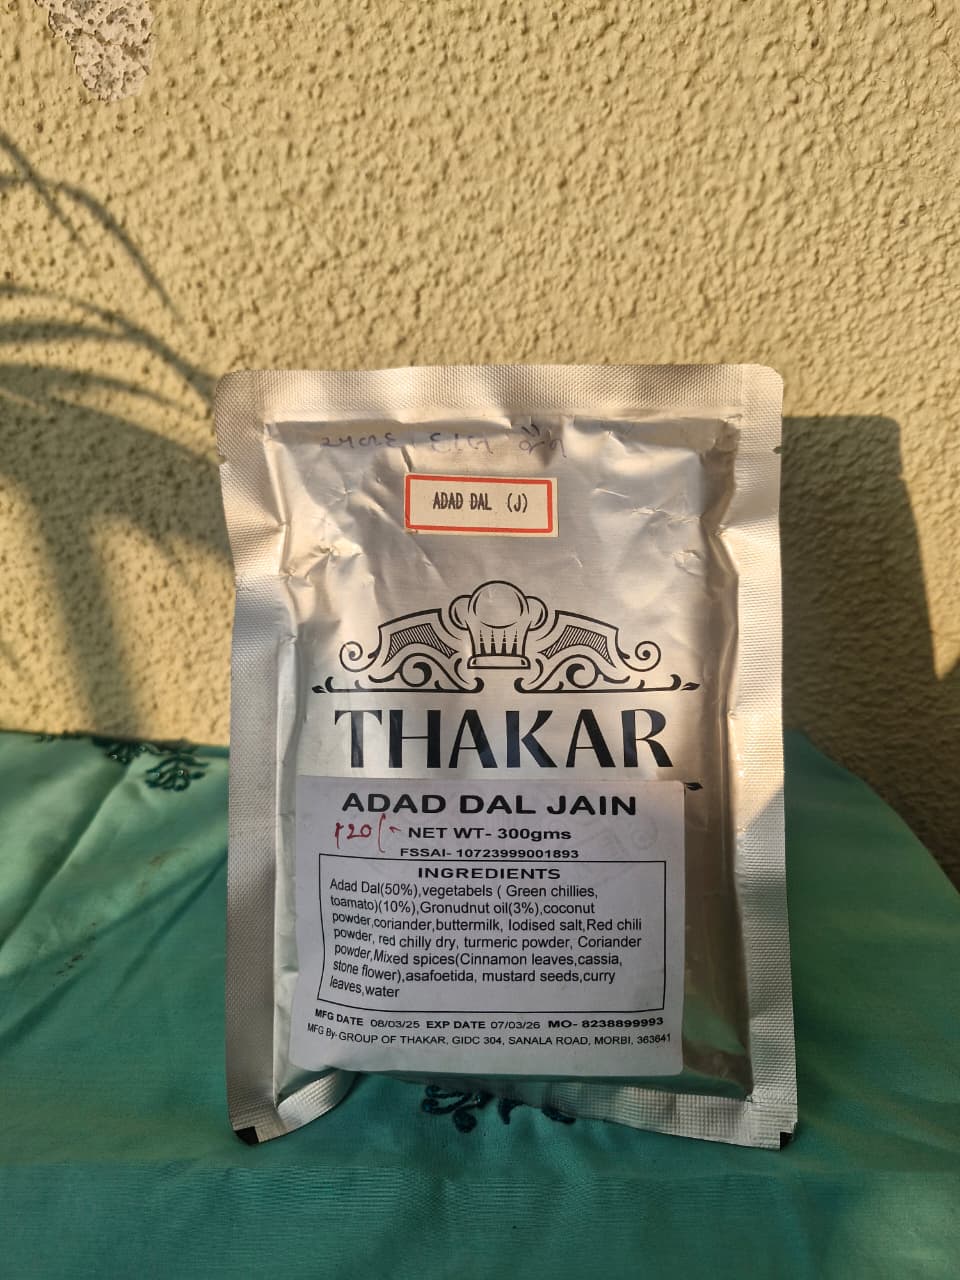 અળદ દાળ જૈન
ADAD DAL (J)
THAKAR
ADAD DAL JAIN
120/- NET WT- 300gms
FSSAI- 10723999001893
INGREDIENTS
Adad Dal(50%),vegetabels ( Green chillies,
toamato)(10%),Gronudnut oil(3%),coconut
powder,coriander,buttermilk, Iodised salt,Red chili
powder, red chilly dry, turmeric powder, Coriander
powder,Mixed spices(Cinnamon leaves,cassia,
stone flower),asafoetida, mustard seeds,curry
leaves,water
MFG DATE 08/03/25 EXP DATE 07/03/26 MO- 8238899993
MFG By- GROUP OF THAKAR, GIDC 304, SANALA ROAD, MORBI, 363641